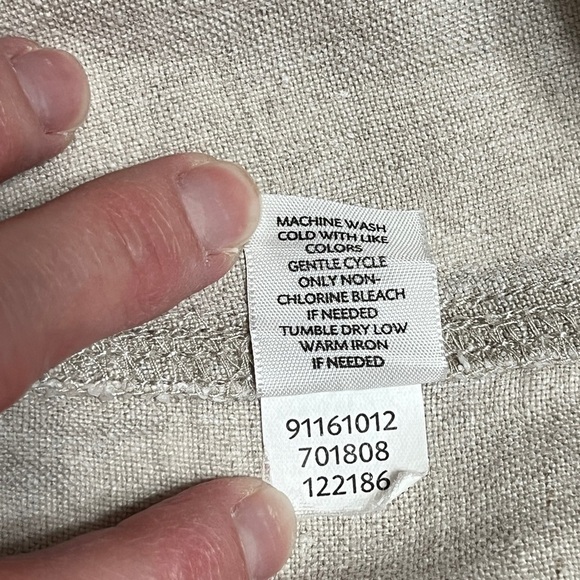 MACHINE WASH
COLD WITH LIKE
COLORS
GENTLE CYCLE
ONLY NON-
CHLORINE BLEACH
IF NEEDED
TUMBLE DRY LOW
WARM IRON
IF NEEDED
91161012
701808
122186